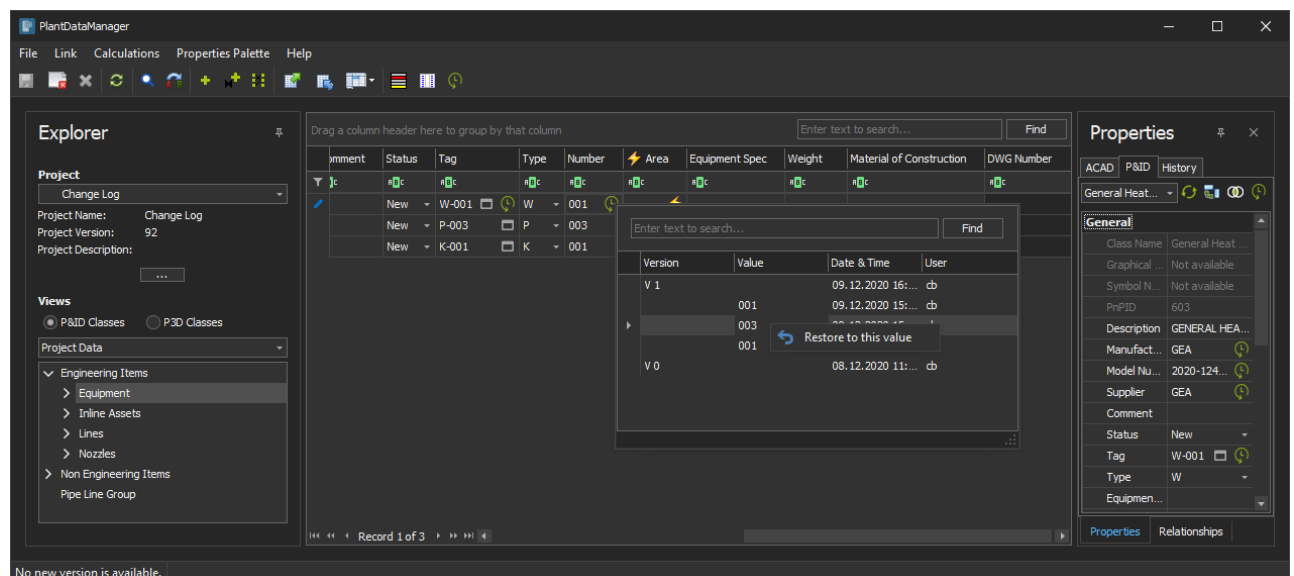 PlantDataManager
File Link Calculations Properties Palette Help
Explorer
Project
Change Log
Project Name: Change Log
Project Version: 92
Project Description:
...
Views
P&ID Classes P3D Classes
Project Data
Engineering Items
Equipment
Inline Assets
Lines
Nozzles
Non Engineering Items
Pipe Line Group
Drag a column header here to group by that column
Enter text to search... Find
omment Status Tag Type Number Area Equipment Spec Weight Material of Construction DWG Number
New W-001 W 001
New P-003 P 003
New K-001 K 001
Enter text to search... Find
Version Value Date & Time User
V 1 09.12.2020 16:... cb
001 09.12.2020 15:... cb
003
Restore to this value
001
V 0 08.12.2020 11:... cb
Record 1 of 3
Properties
ACAD P&ID History
General Heat...
General
Class Name General Heat ...
Graphical ... Not available
Symbol N... Not available
PnPID 603
Description GENERAL HEA...
Manufact... GEA
Model Nu... 2020-124...
Supplier GEA
Comment
Status New
Tag W-001
Type W
Equipmen...
Properties Relationships
No new version is available.